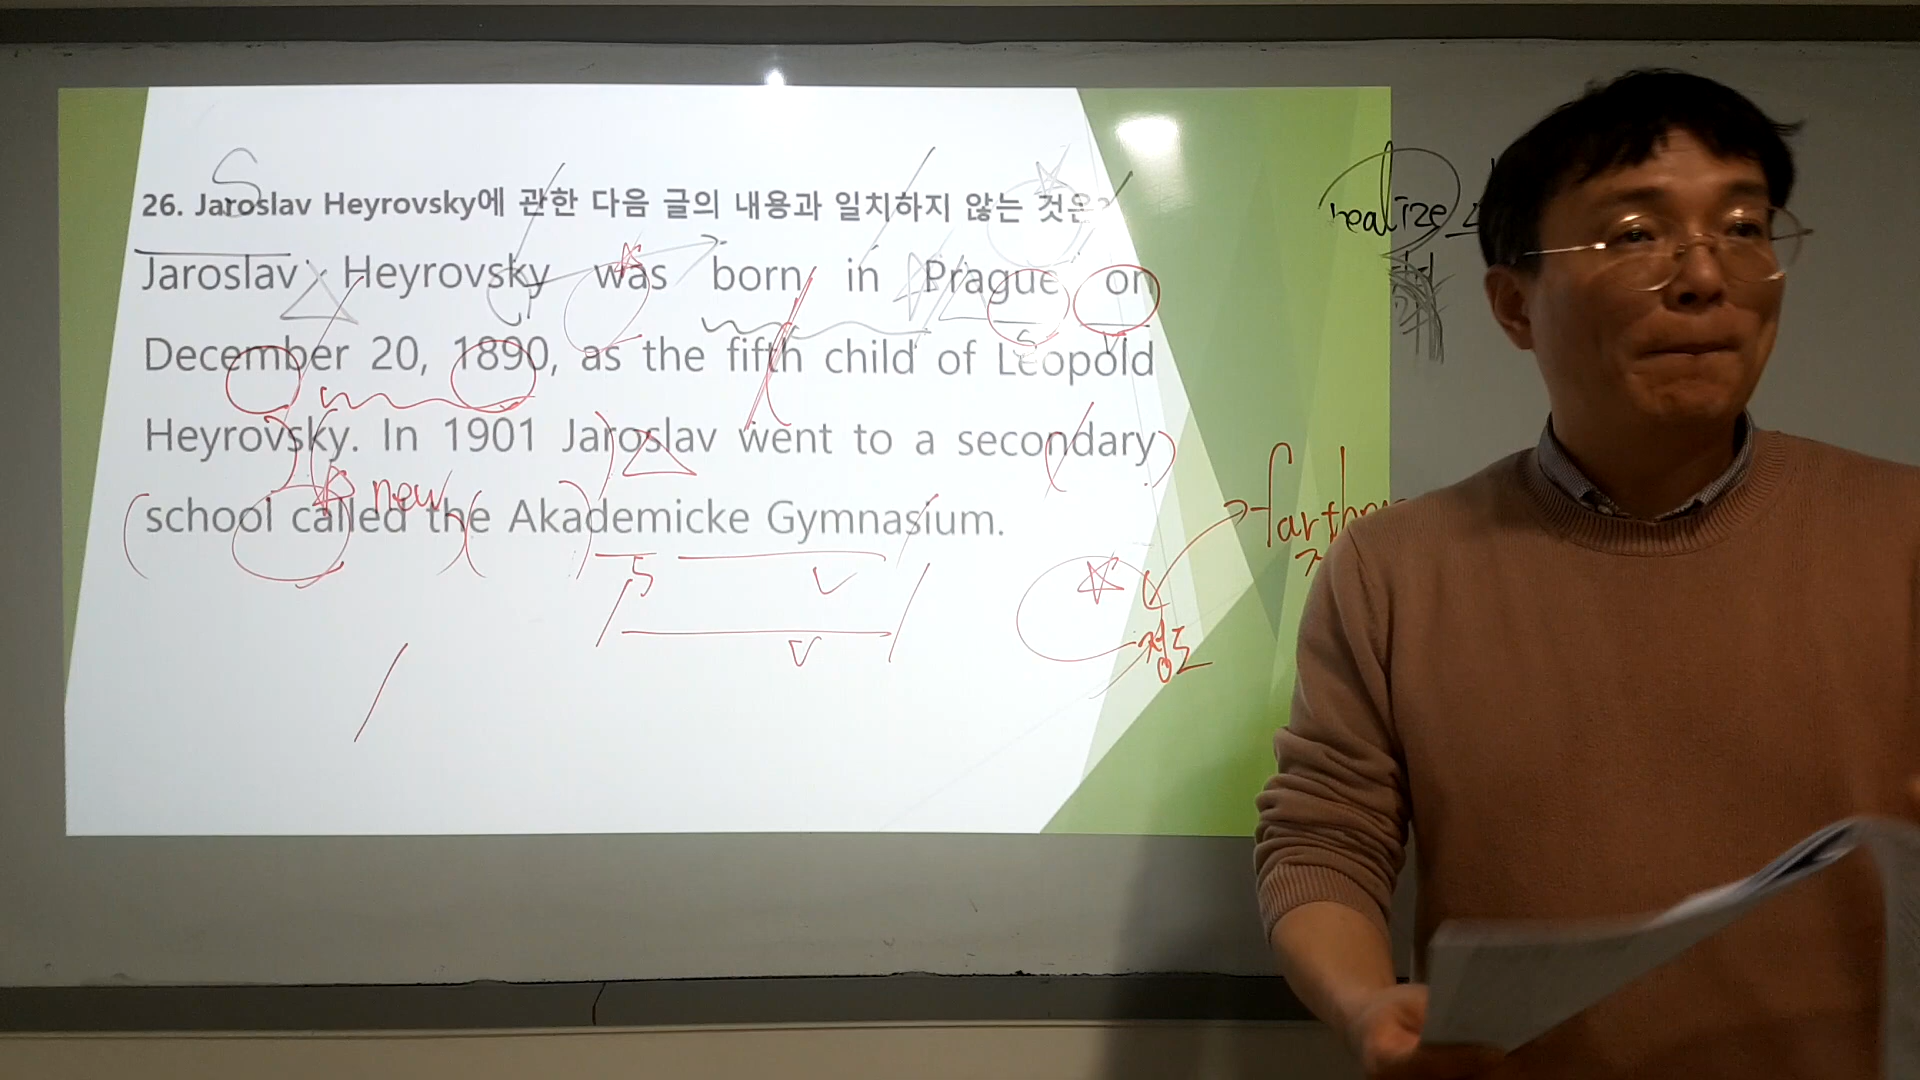 26. Jaroslav Heyrovsky에 관한 다음 글의 내용과 일치하지 않는 것은?
Jaroslav Heyrovsky was born in Prague on
December 20, 1890, as the fifth child of Leopold
Heyrovsky. In 1901 Jaroslav went to a secondary
school called the Akademicke Gymnasium.
realize
new
정도